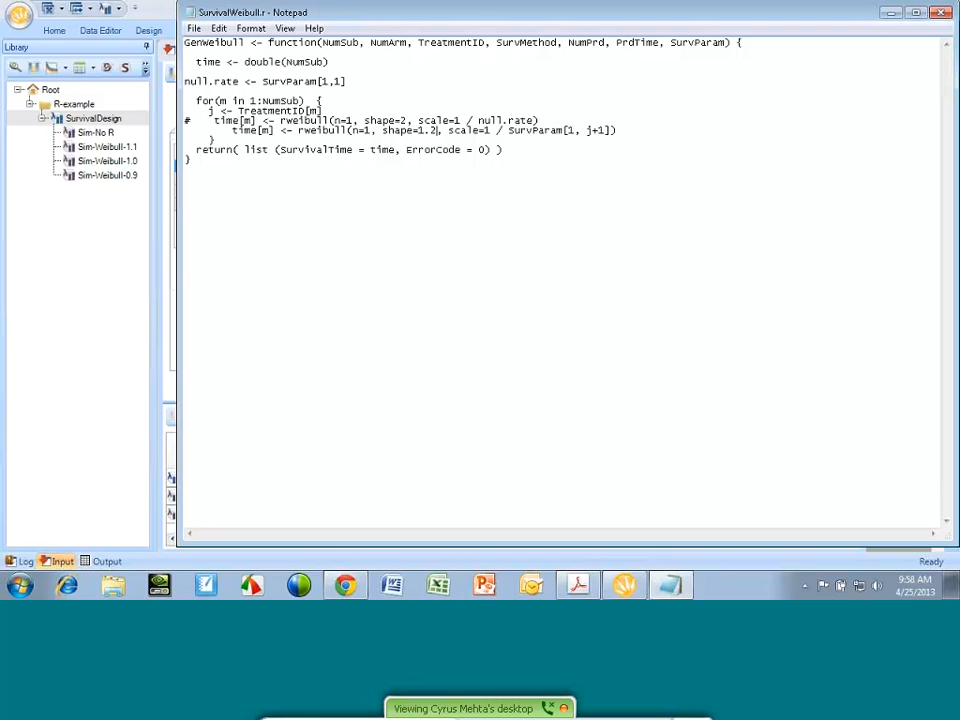 SurvivalWeibull.r - Notepad
Home Data Editor Design
File Edit Format View Help
Library
GenWeibull <- function(NumSub, NumArm, TreatmentID, SurvMethod, NumPrd, PrdTime, SurvParam) {
time <- double(NumSub)
null.rate <- SurvParam[1,1]
for(m in 1:NumSub) {
j <- TreatmentID[m]
# time[m] <- rweibull(n=1, shape=2, scale=1 / null.rate)
time[m] <- rweibull(n=1, shape=1.2, scale=1 / SurvParam[1, j+1])
}
return( list (SurvivalTime = time, ErrorCode = 0) )
}
Root
R-example
SurvivalDesign
Sim-No R
Sim-Weibull-1.1
Sim-Weibull-1.0
Sim-Weibull-0.9
Log Input Output
Ready
9:58 AM
4/25/2013
Viewing Cyrus Mehta's desktop